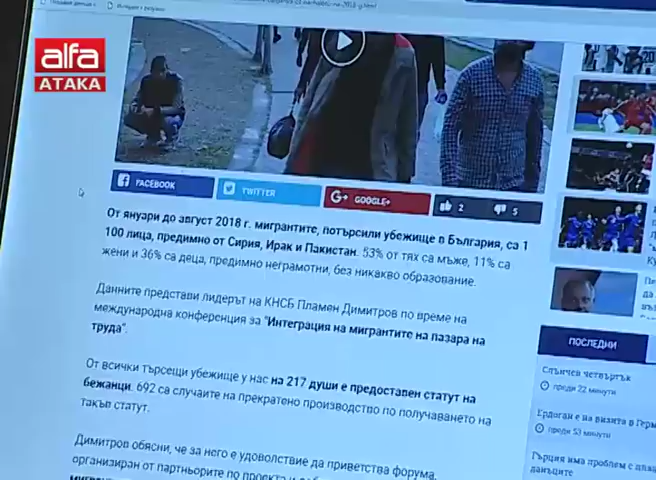 alfa
АТАКА
FACEBOOK
TWITTER
GOOGLE+
2
5
От януари до август 2018 г. мигрантите, потърсили убежище в България, са 1
100 лица, предимно от Сирия, Ирак и Пакистан. 53% от тях са мъже, 11% са
жени и 36% са деца, предимно неграмотни, без никакво образование.
Данните представи лидерът на КНСБ Пламен Димитров по време на
международна конференция за "Интеграция на мигрантите на пазара на
труда".
От всички търсещи убежище у нас на 217 души е предоставен статут на
бежанци. 692 са случаите на прекратено производство по получаването на
такъв статут.
Димитров обясни, че за него е удоволствие да приветства форума,
организиран от партньорите по проекта
ПОСЛЕДНИ
Слънчев четвъртък
преди 22 минути
Ердоган е на визита в Герм
преди 53 минути
Гърция има проблем с плащ
данъците